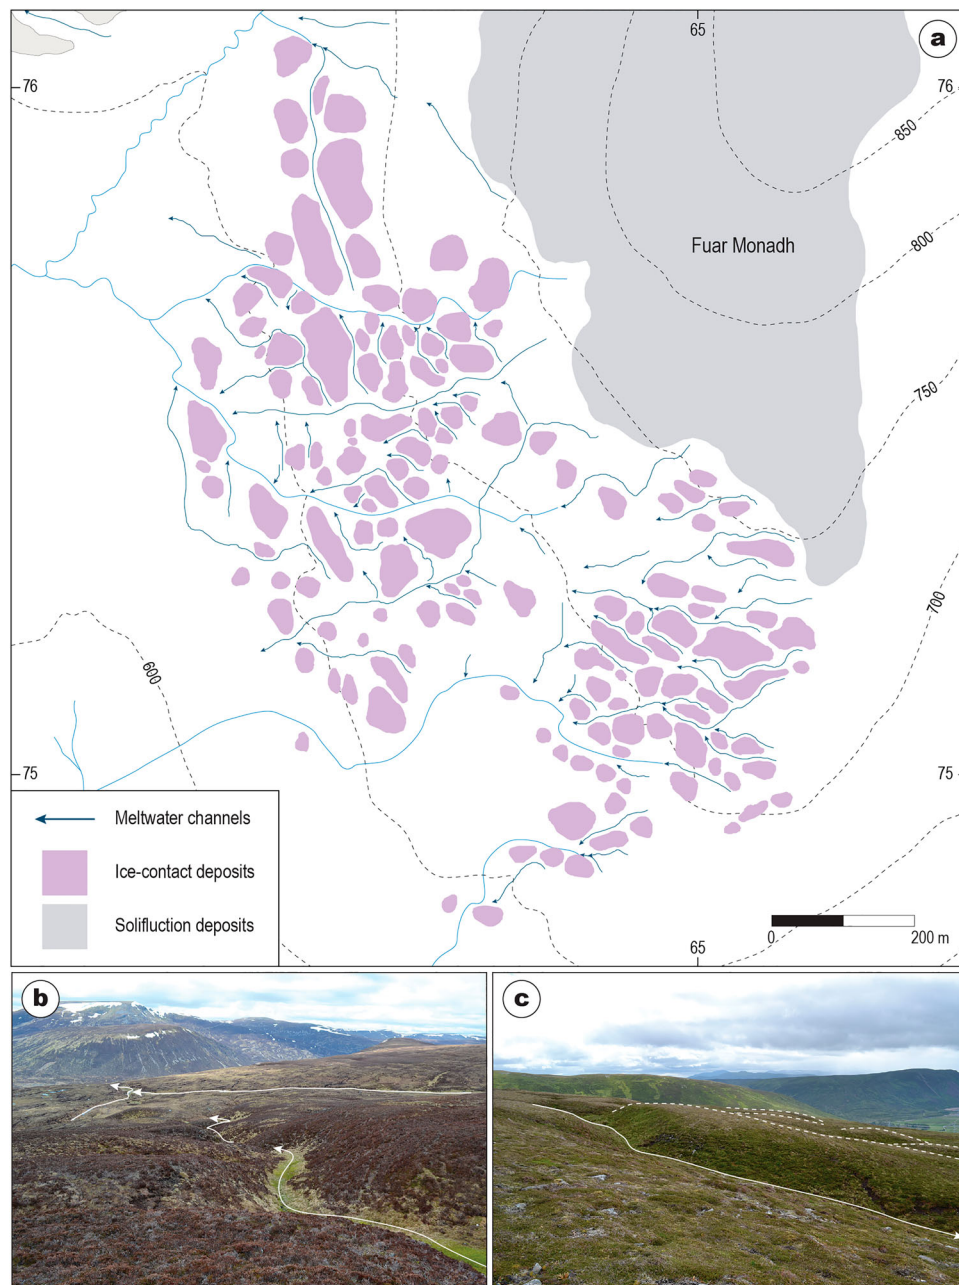 65
a
76
76
850
Fuar Monadh
800
750
700
600
75
75
Meltwater channels
Ice-contact deposits
Solifluction deposits
65
0
200 m
b
c